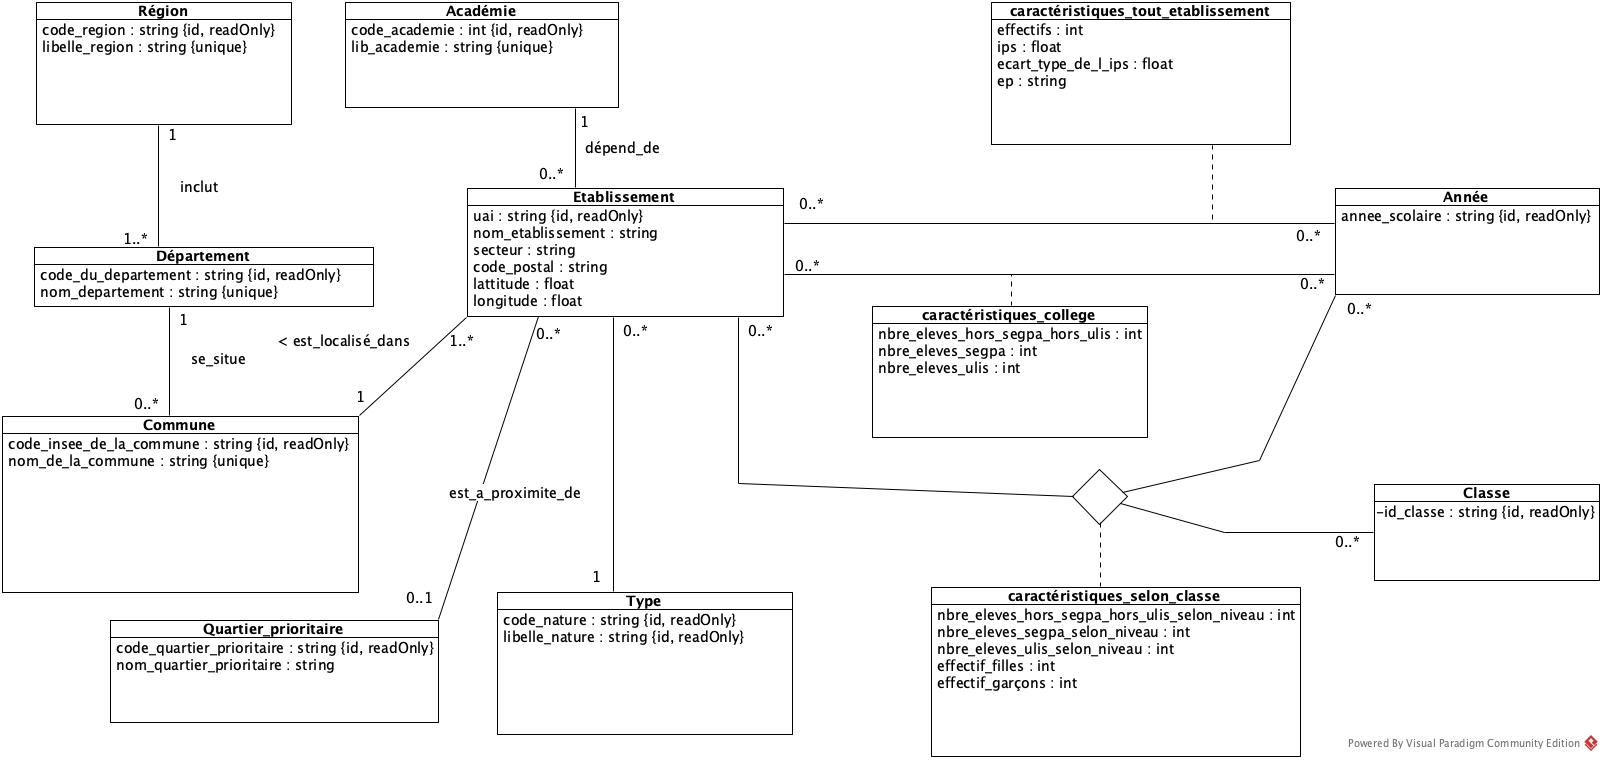 Région
code_region : string {id, readOnly}
libelle_region : string {unique}
Académie
code_academie : int {id, readOnly}
lib_academie : string {unique}
caractéristiques_tout_etablissement
effectifs : int
ips : float
ecart_type_de_l_ips : float
ep : string
1
inclut
1..*
1
dépend_de
0..*
Département
code_du_departement : string {id, readOnly}
nom_departement : string {unique}
Etablissement
uai : string {id, readOnly}
nom_etablissement : string
secteur : string
code_postal : string
lattitude : float
longitude : float
0..*
0..*
0..*
0..*
Année
annee_scolaire : string {id, readOnly}
1
se_situe
0..*
< est_localisé_dans
1..*
1
0..*
0..*
0..*
0..*
caractéristiques_college
nbre_eleves_hors_segpa_hors_ulis : int
nbre_eleves_segpa : int
nbre_eleves_ulis : int
Commune
code_insee_de_la_commune : string {id, readOnly}
nom_de_la_commune : string {unique}
est_a_proximite_de
0..1
1
Classe
-id_classe : string {id, readOnly}
0..*
Quartier_prioritaire
code_quartier_prioritaire : string {id, readOnly}
nom_quartier_prioritaire : string
Type
code_nature : string {id, readOnly}
libelle_nature : string {id, readOnly}
caractéristiques_selon_classe
nbre_eleves_hors_segpa_hors_ulis_selon_niveau : int
nbre_eleves_segpa_selon_niveau : int
nbre_eleves_ulis_selon_niveau : int
effectif_filles : int
effectif_garçons : int
Powered By Visual Paradigm Community Edition